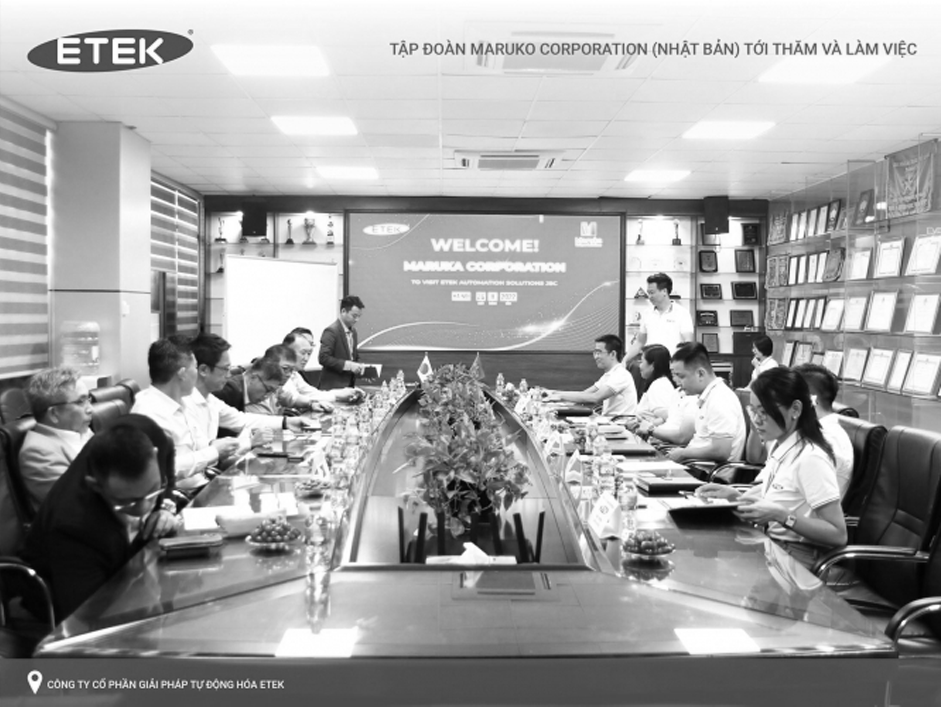 ETEK
TẬP ĐOÀN MARUKO CORPORATION (NHẬT BẢN) TỚI THĂM VÀ LÀM VIỆC
ETEK
WELCOME!
MARUKA CORPORATION
TO VISIT ETEK AUTOMATION SOLUTIONS JSC
CÔNG TY CỔ PHẦN GIẢI PHÁP TỰ ĐỘNG HÓA ETEK